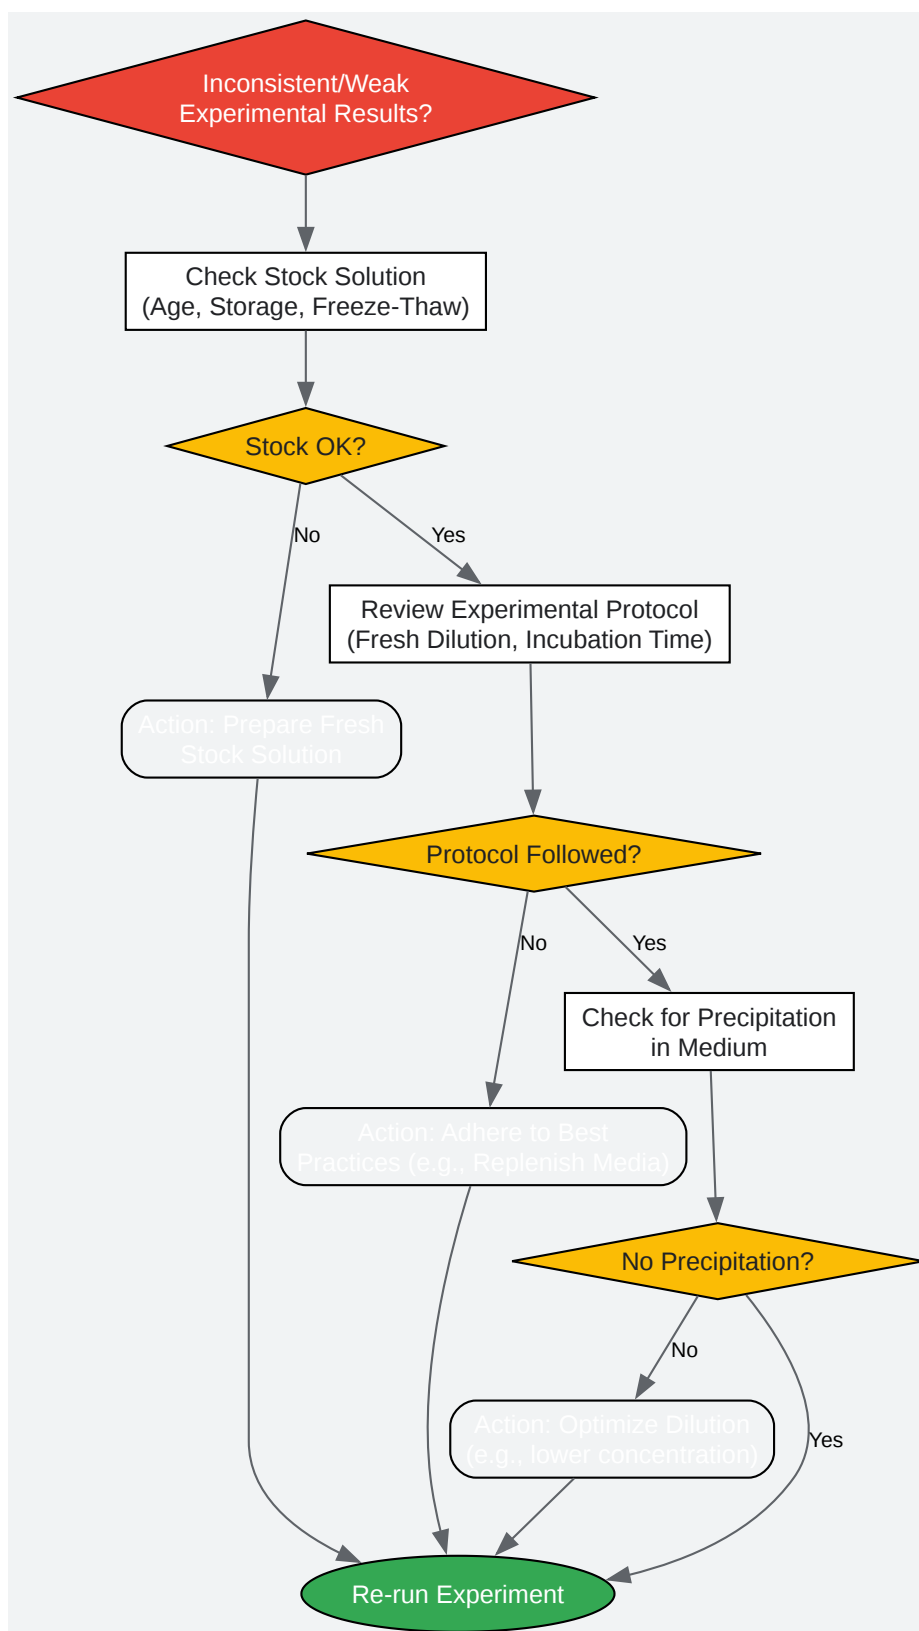 Inconsistent/Weak
Experimental Results?
Check Stock Solution
(Age, Storage, Freeze-Thaw)
Stock OK?
No
Yes
Review Experimental Protocol
(Fresh Dilution, Incubation Time)
Action: Prepare Fresh
Stock Solution
Protocol Followed?
No
Yes
Check for Precipitation
in Medium
Action: Adhere to Best
Practices (e.g., Replenish Media)
No Precipitation?
No
Action: Optimize Dilution
(e.g., lower concentration)
Yes
Re-run Experiment